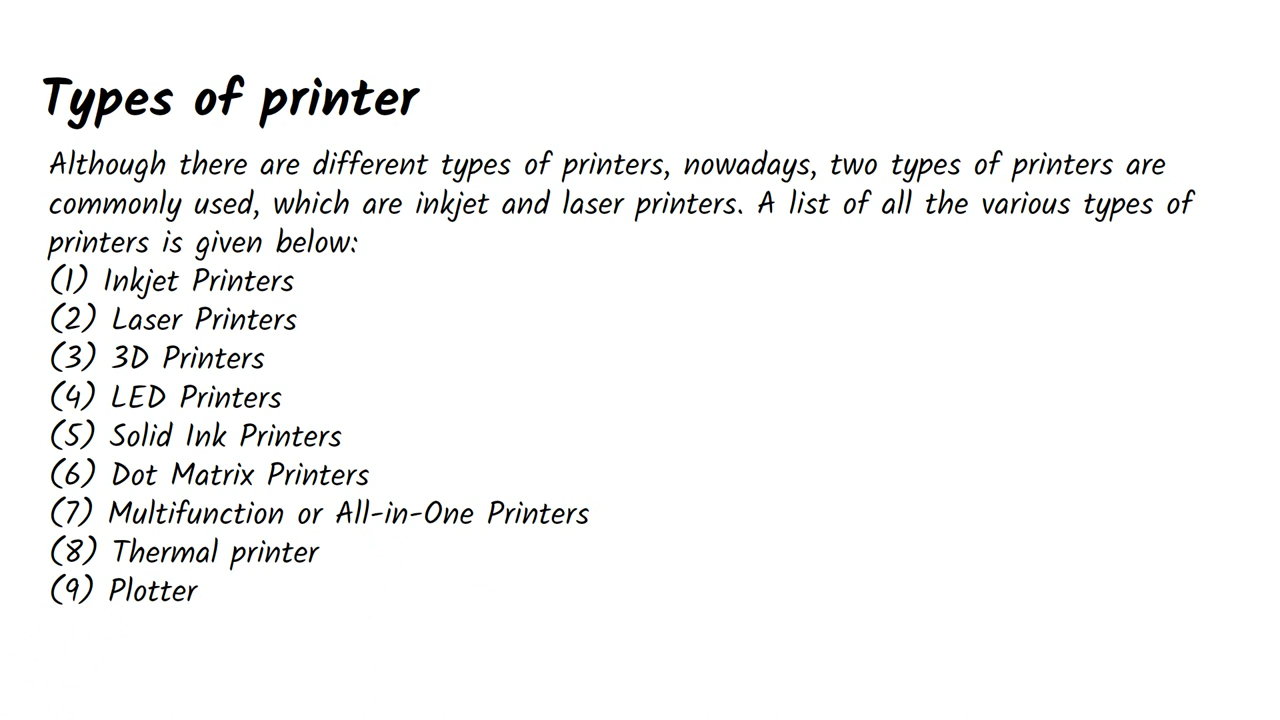 Types of printer
Although there are different types of printers, nowadays, two types of printers are
commonly used, which are inkjet and laser printers. A list of all the various types of
printers is given below:
(1) Inkjet Printers
(2) Laser Printers
(3) 3D Printers
(4) LED Printers
(5) Solid Ink Printers
(6) Dot Matrix Printers
(7) Multifunction or All-in-One Printers
(8) Thermal printer
(9) Plotter